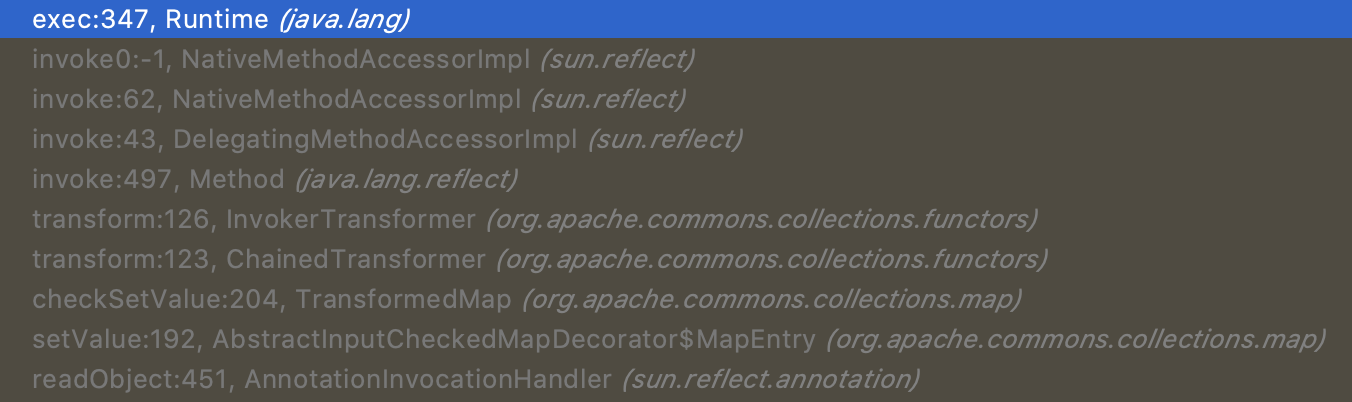 exec:347, Runtime (java.lang)
invoke0:-1, NativeMethodAccessorImpl (sun.reflect)
invoke:62, NativeMethodAccessorImpl (sun.reflect)
invoke:43, DelegatingMethodAccessorImpl (sun.reflect)
invoke:497, Method (java.lang.reflect)
transform:126, InvokerTransformer (org.apache.commons.collections.functors)
transform:123, ChainedTransformer (org.apache.commons.collections.functors)
checkSetValue:204, TransformedMap (org.apache.commons.collections.map)
setValue:192, AbstractInputCheckedMapDecorator$MapEntry (org.apache.commons.collections.map)
readObject:451, AnnotationInvocationHandler (sun.reflect.annotation)